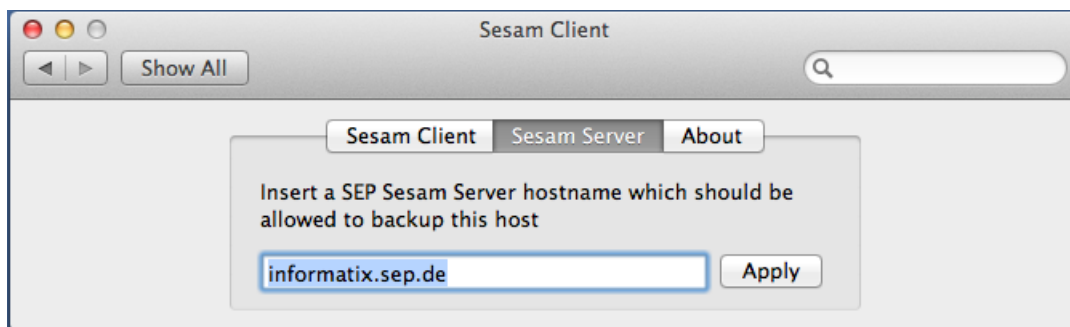 Sesam Client
Show All
Sesam Client Sesam Server About
Insert a SEP Sesam Server hostname which should be
allowed to backup this host
informatix.sep.de Apply